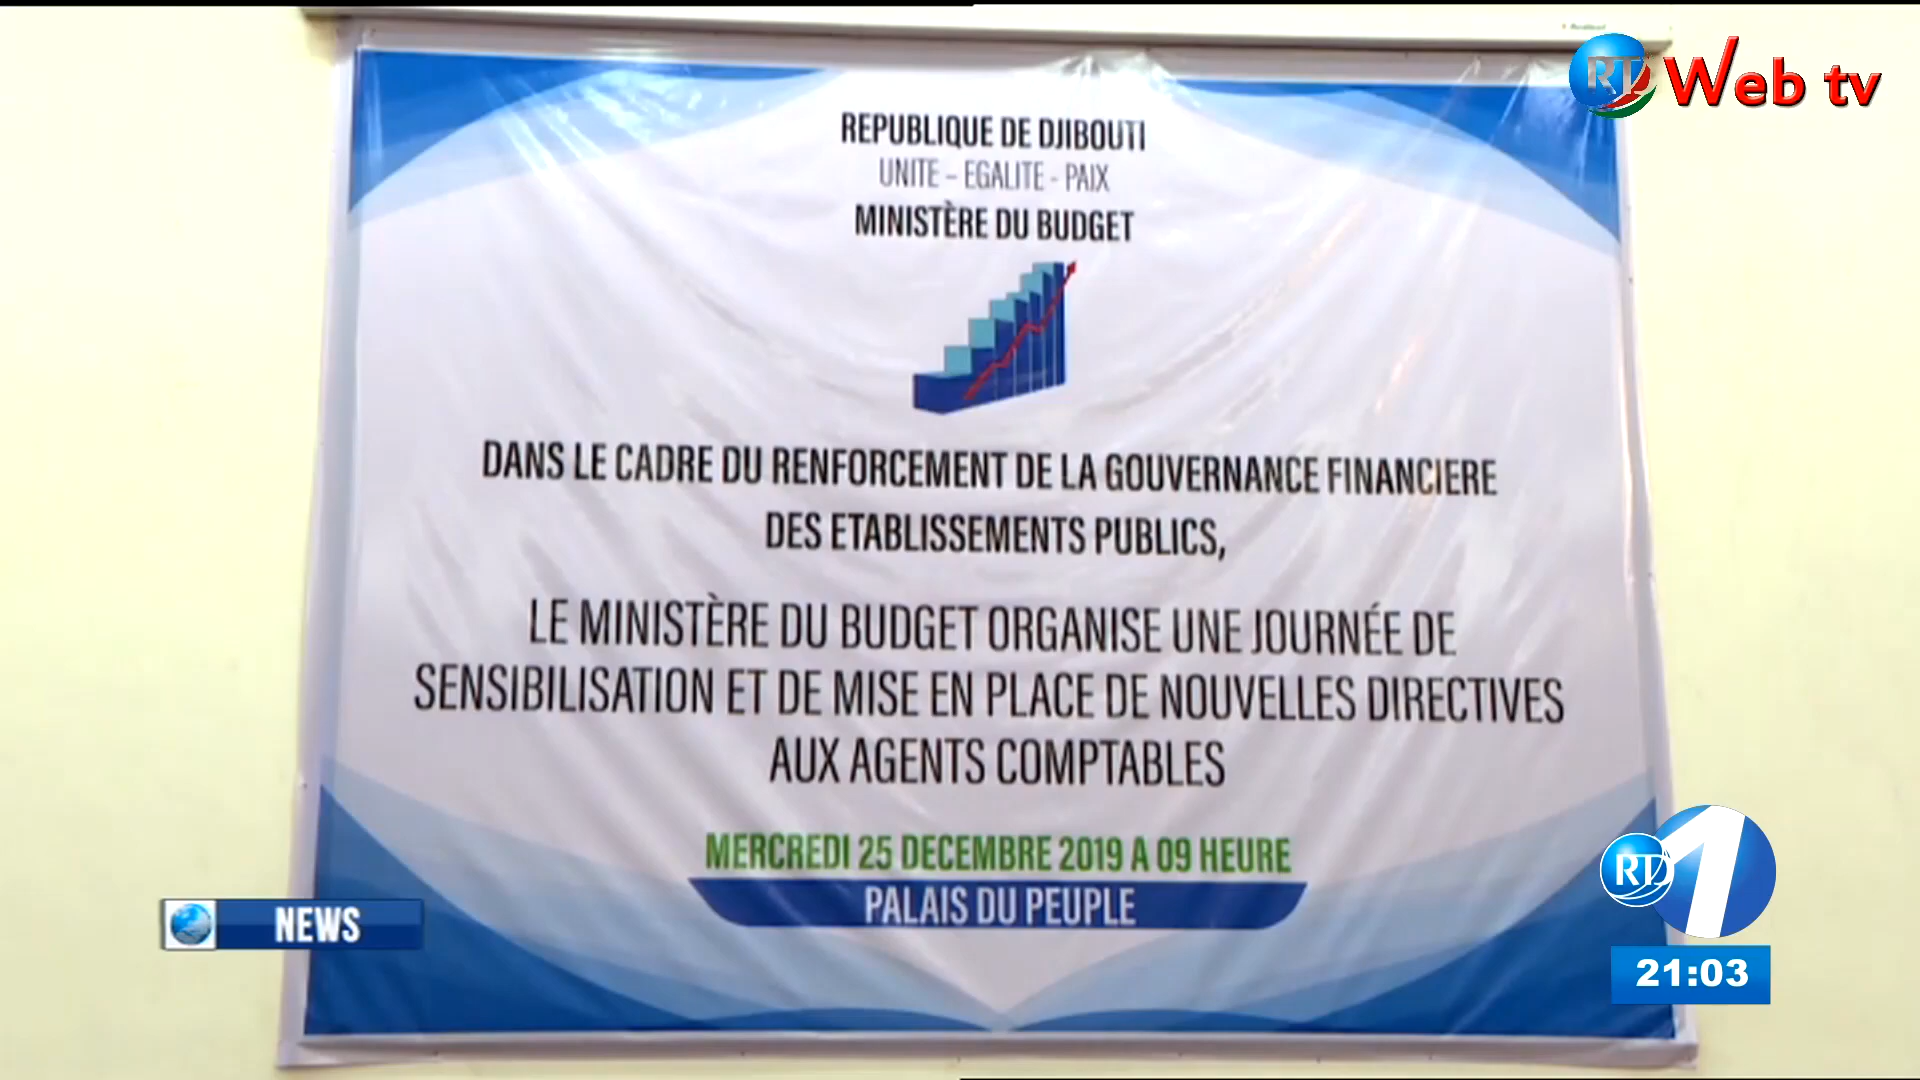 RTD Web tv
REPUBLIQUE DE DJIBOUTI
UNITE – EGALITE - PAIX
MINISTÈRE DU BUDGET
DANS LE CADRE DU RENFORCEMENT DE LA GOUVERNANCE FINANCIERE
DES ETABLISSEMENTS PUBLICS,
LE MINISTÈRE DU BUDGET ORGANISE UNE JOURNÉE DE
SENSIBILISATION ET DE MISE EN PLACE DE NOUVELLES DIRECTIVES
AUX AGENTS COMPTABLES
MERCREDI 25 DECEMBRE 2019 A 09 HEURE
PALAIS DU PEUPLE
NEWS
RTD 1
21:03